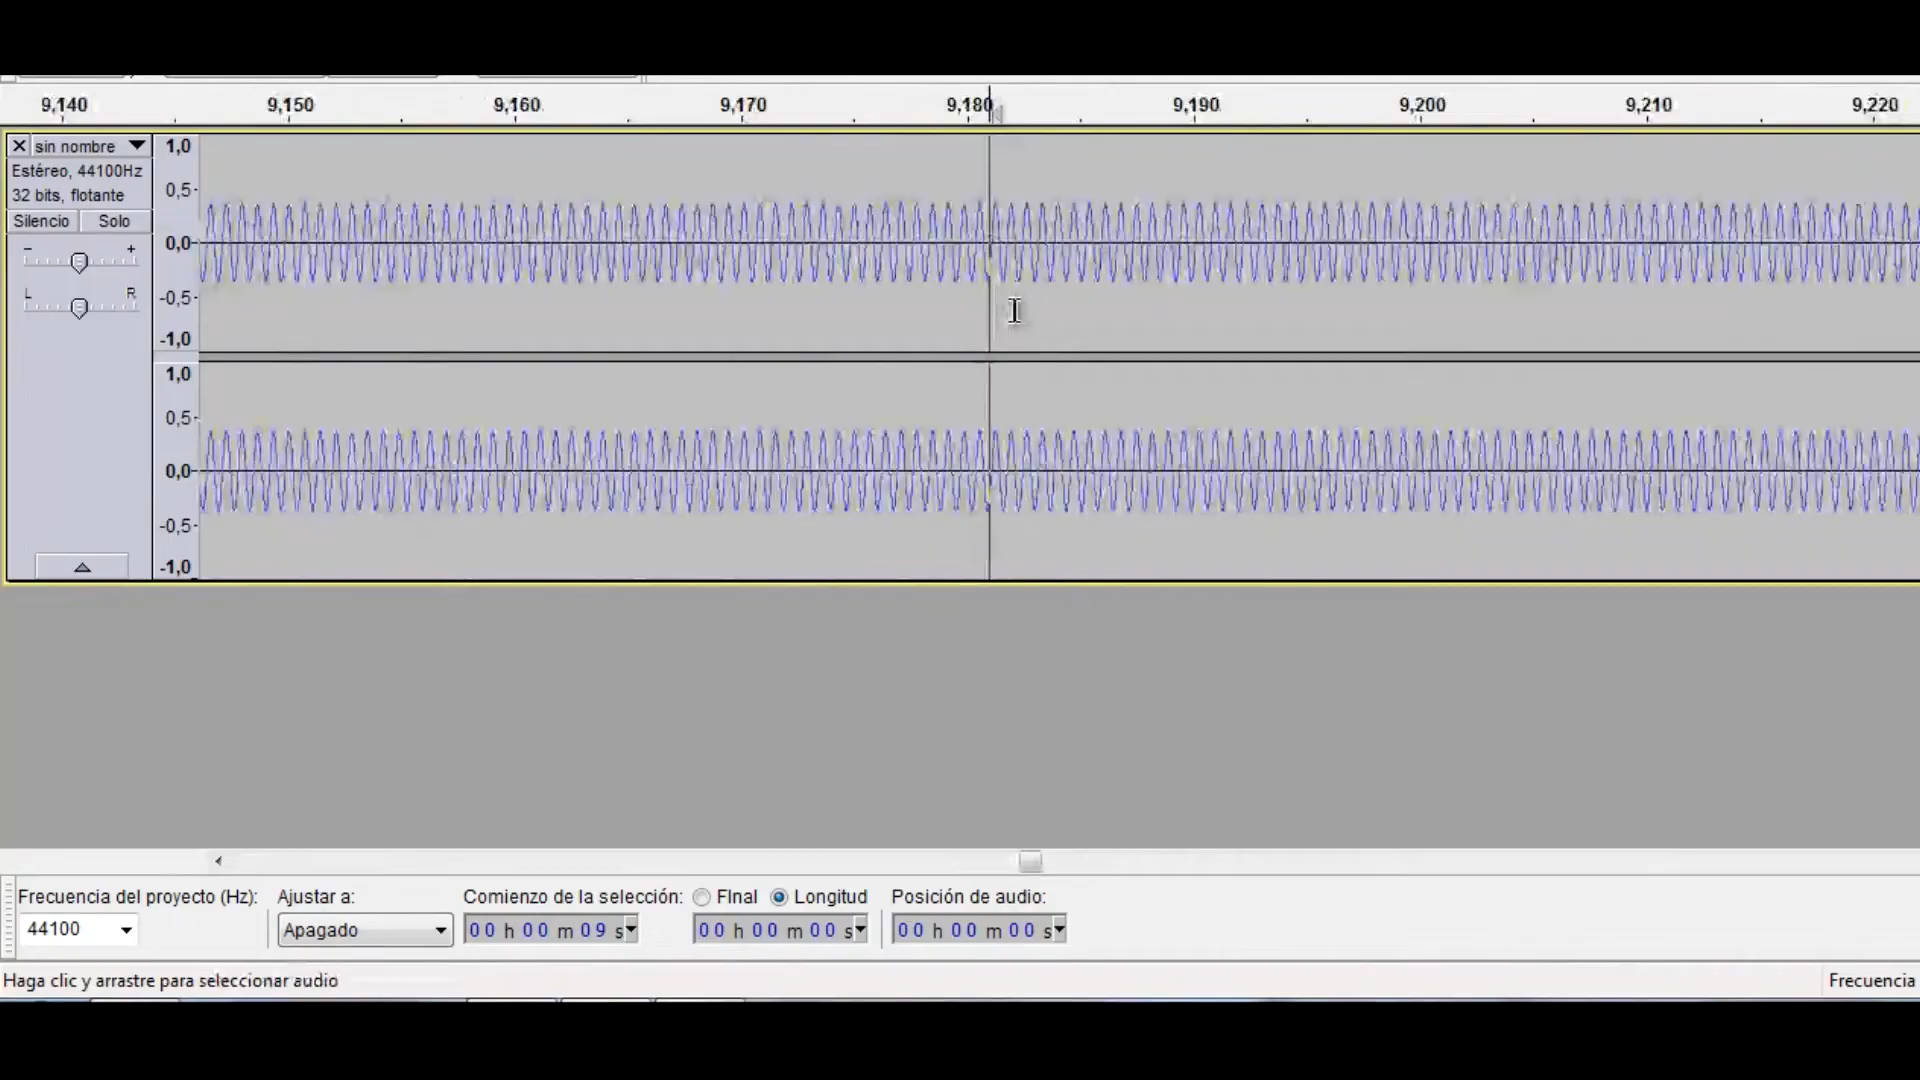 9,140 9,150 9,160 9,170 9,180 9,190 9,200 9,210 9,220
sin nombre
Estéreo, 44100Hz
32 bits, flotante
Silencio Solo
- +
L R
1,0
0,5-
0,0-
-0,5-
-1,0
1,0
0,5-
0,0-
-0,5-
-1,0
Frecuencia del proyecto (Hz): Ajustar a: Comienzo de la selección: FInal Longitud Posición de audio:
44100 Apagado 00 h 00 m 09 s 00 h 00 m 00 s 00 h 00 m 00 s
Haga clic y arrastre para seleccionar audio Frecuencia